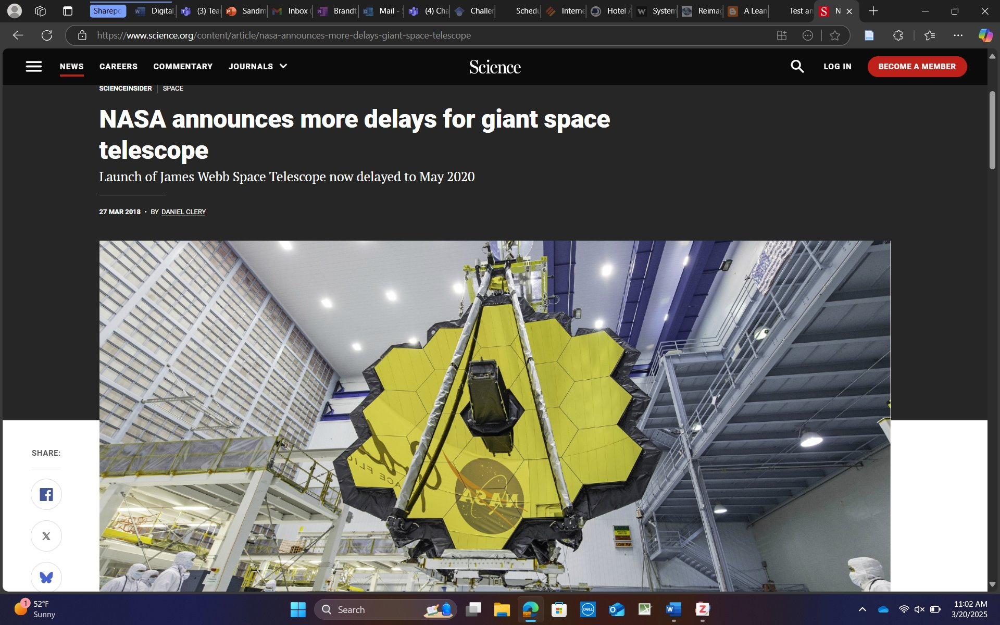 Sharepo
Digital
(3) Tea
Sandm
Inbox (
Brandt
Mail -
(4) Cha
Challer
Schedu
Interne
Hotel A
System
Reimag
A Lean
Test an
N
https://www.science.org/content/article/nasa-announces-more-delays-giant-space-telescope
NEWS
CAREERS
COMMENTARY
JOURNALS
Science
LOG IN
BECOME A MEMBER
SCIENCEINSIDER
SPACE
NASA announces more delays for giant space
telescope
Launch of James Webb Space Telescope now delayed to May 2020
27 MAR 2018 • BY DANIEL CLERY
NASA
SHARE:
1
52°F
Sunny
Search
DELL
11:02 AM
3/20/2025